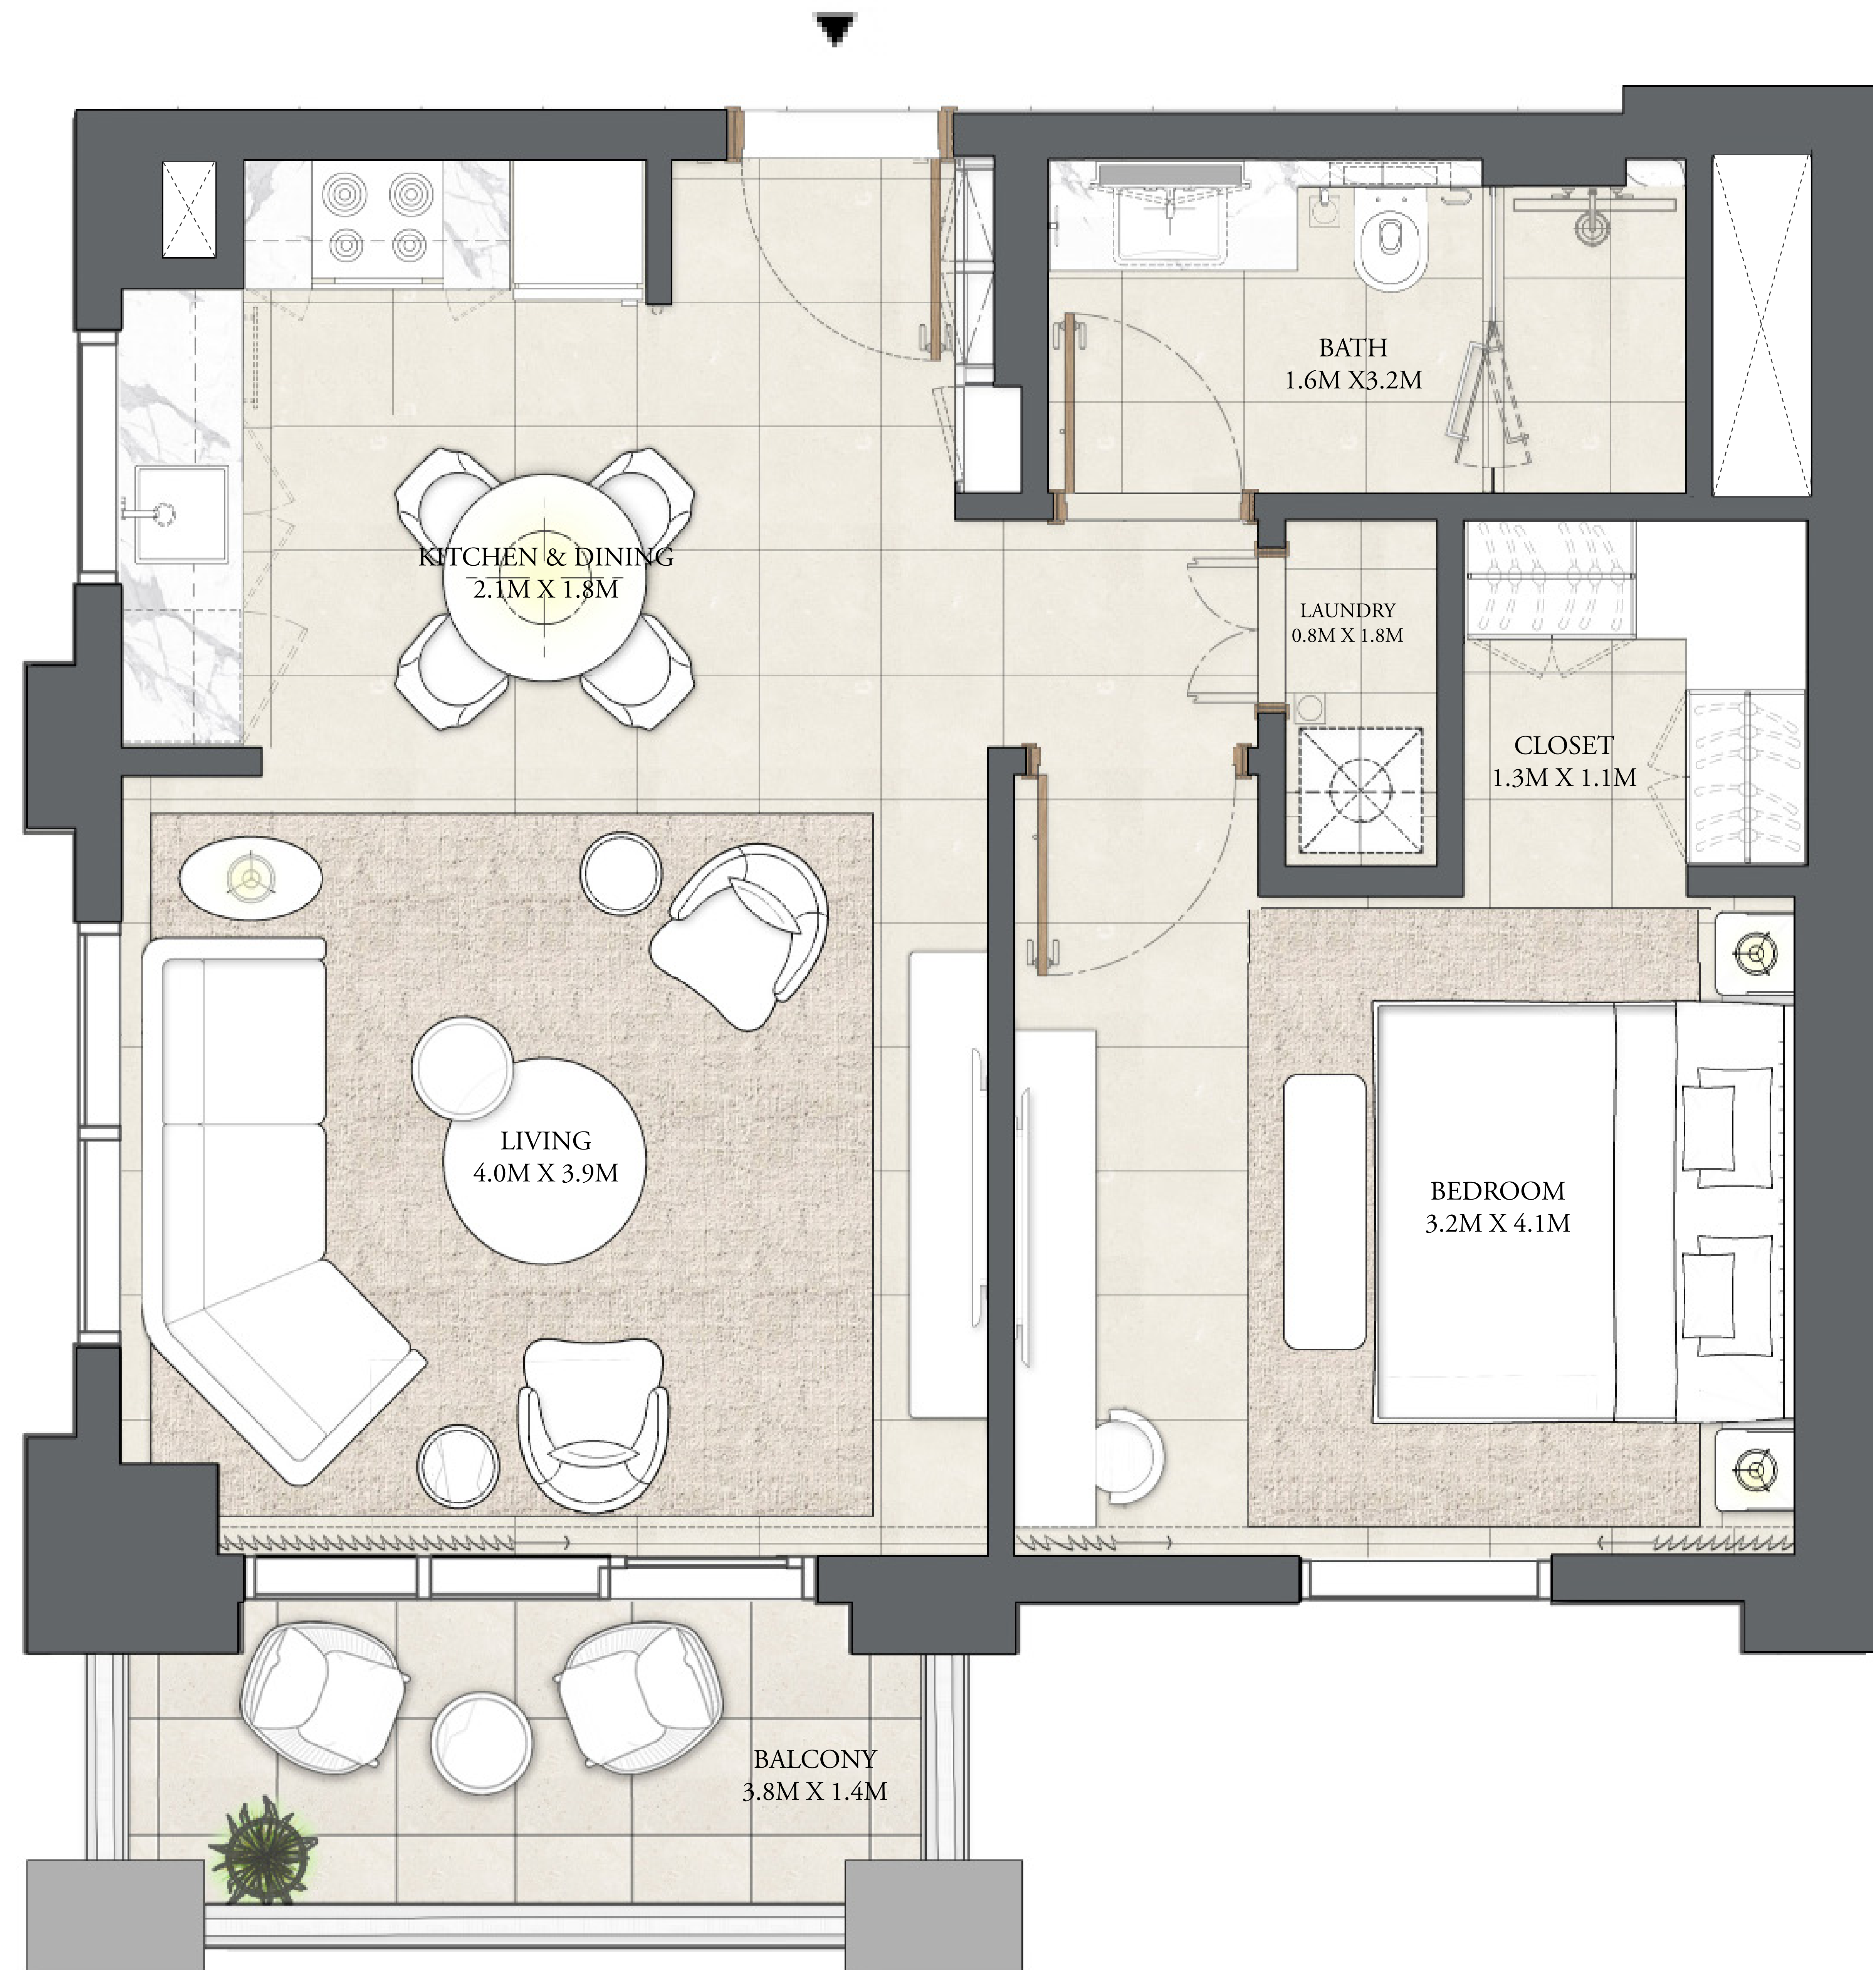 BATH
1.6M X3.2M
KITCHEN & DINING
2.1M X 1.8M
LAUNDRY
0.8M X 1.8M
CLOSET
1.3M X 1.1M
LIVING
4.0M X 3.9M
BEDROOM
3.2M X 4.1M
BALCONY
3.8M X 1.4M